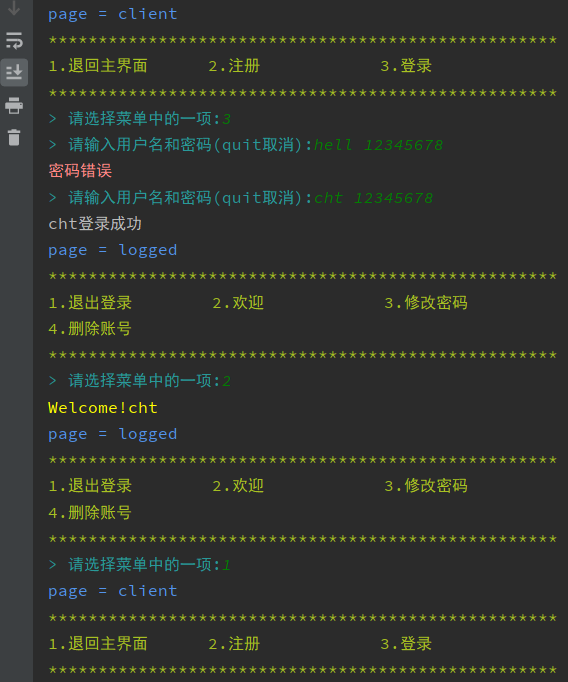 page = client
***************************************************
1.退回主界面 2.注册 3.登录
***************************************************
> 请选择菜单中的一项:3
> 请输入用户名和密码(quit取消):hell 12345678
密码错误
> 请输入用户名和密码(quit取消):cht 12345678
cht登录成功
page = logged
***************************************************
1.退出登录 2.欢迎 3.修改密码
4.删除账号
***************************************************
> 请选择菜单中的一项:2
Welcome!cht
page = logged
***************************************************
1.退出登录 2.欢迎 3.修改密码
4.删除账号
***************************************************
> 请选择菜单中的一项:1
page = client
***************************************************
1.退回主界面 2.注册 3.登录
***************************************************